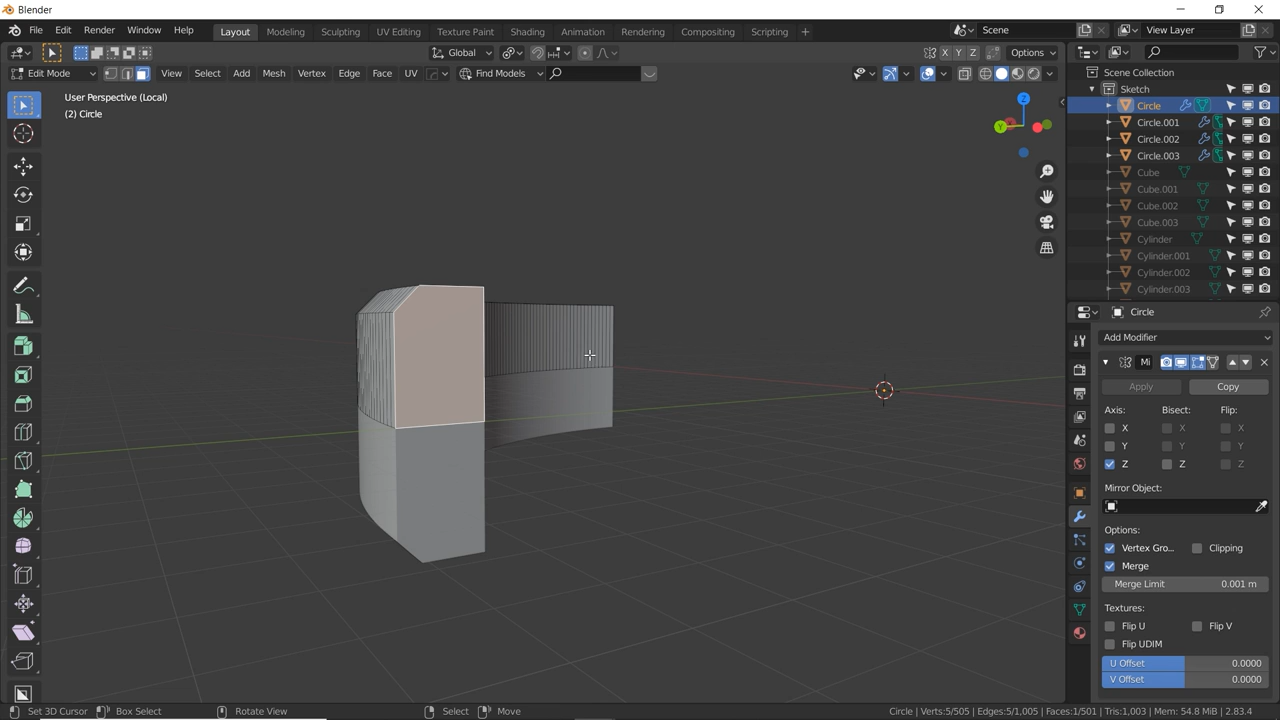 Blender
File Edit Render Window Help Layout Modeling Sculpting UV Editing Texture Paint Shading Animation Rendering Compositing Scripting + Scene View Layer
Global X Y Z Options
Edit Mode View Select Add Mesh Vertex Edge Face UV Find Models
User Perspective (Local)
(2) Circle
Z
Y
Scene Collection
Sketch
Circle
Circle.001
Circle.002
Circle.003
Cube
Cube.001
Cube.002
Cube.003
Cylinder
Cylinder.001
Cylinder.002
Cylinder.003
Circle
Add Modifier
Mi
Apply Copy
Axis: Bisect: Flip:
X X X
Y Y Y
Z Z Z
Mirror Object:
Options:
Vertex Gro... Clipping
Merge
Merge Limit 0.001 m
Textures:
Flip U Flip V
Flip UDIM
U Offset 0.0000
V Offset 0.0000
Set 3D Cursor Box Select Rotate View Select Move Circle | Verts:5/505 | Edges:5/1,005 | Faces:1/501 | Tris:1,003 | Mem: 54.8 MiB | 2.83.4